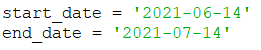 start_date = '2021-06-14'
end_date = '2021-07-14'